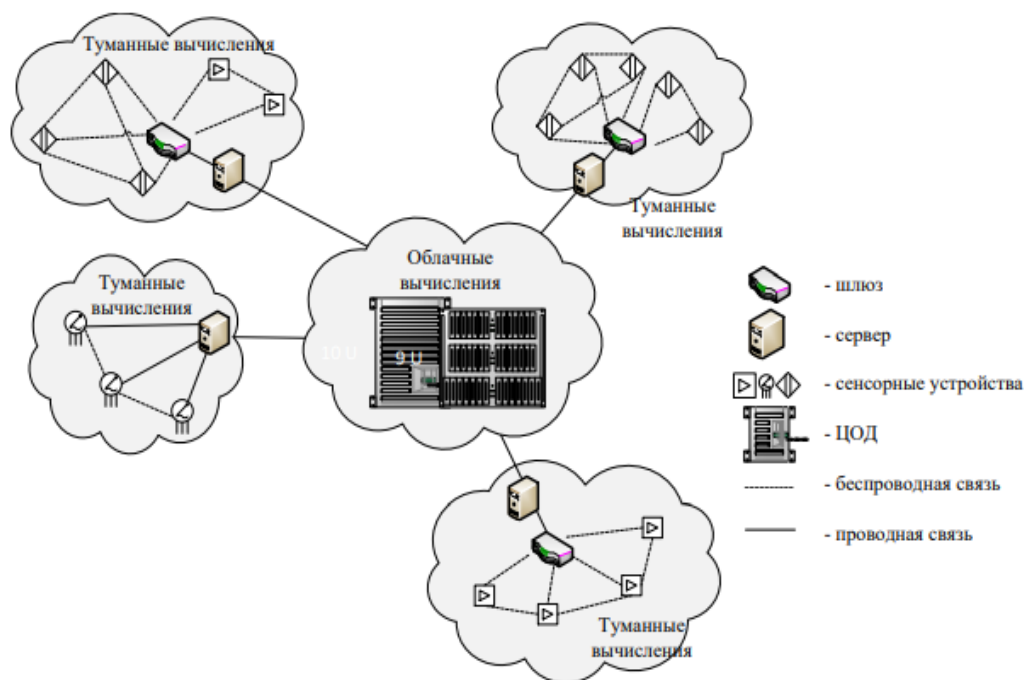 Туманные вычисления
Туманные
вычисления
Облачные
вычисления
10 U
9 U
Туманные
вычисления
Туманные
вычисления
- шлюз
- сервер
- сенсорные устройства
- ЦОД
- беспроводная связь
- проводная связь